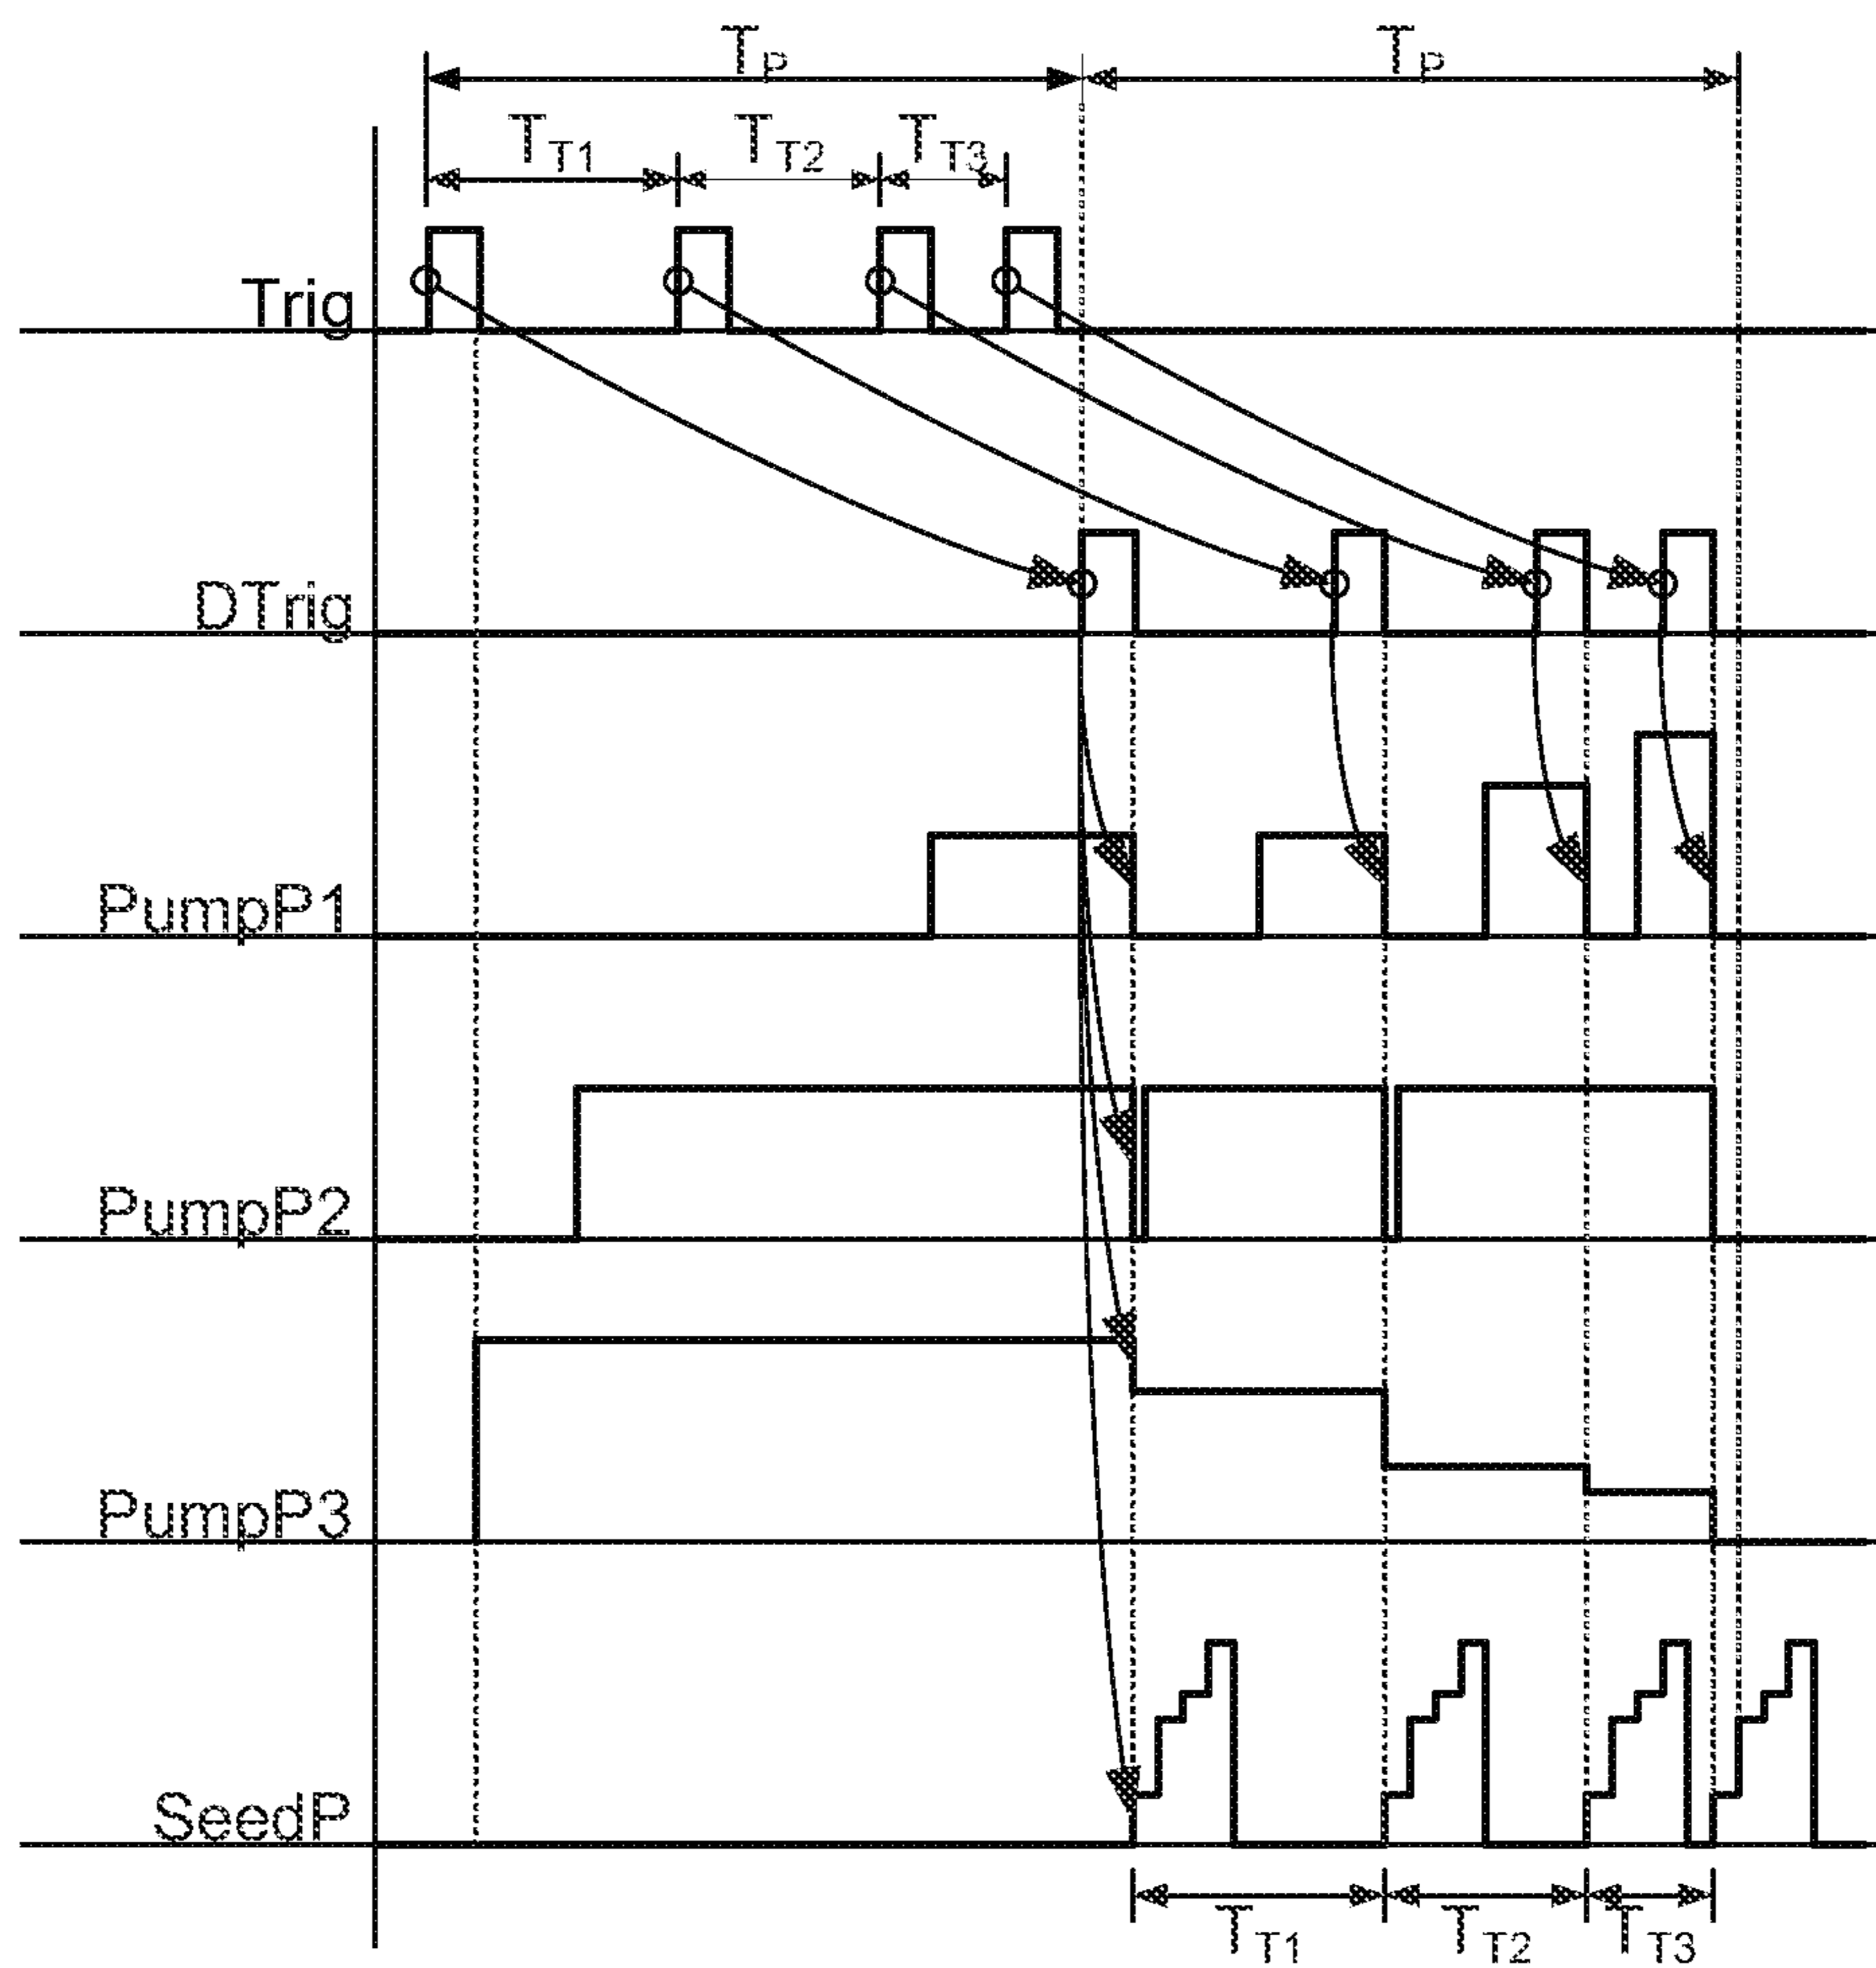 TP TP
TT1 TT2 TT3
Trig
DTrig
PumpP1
PumpP2
PumpP3
SeedP
TT1 TT2 TT3